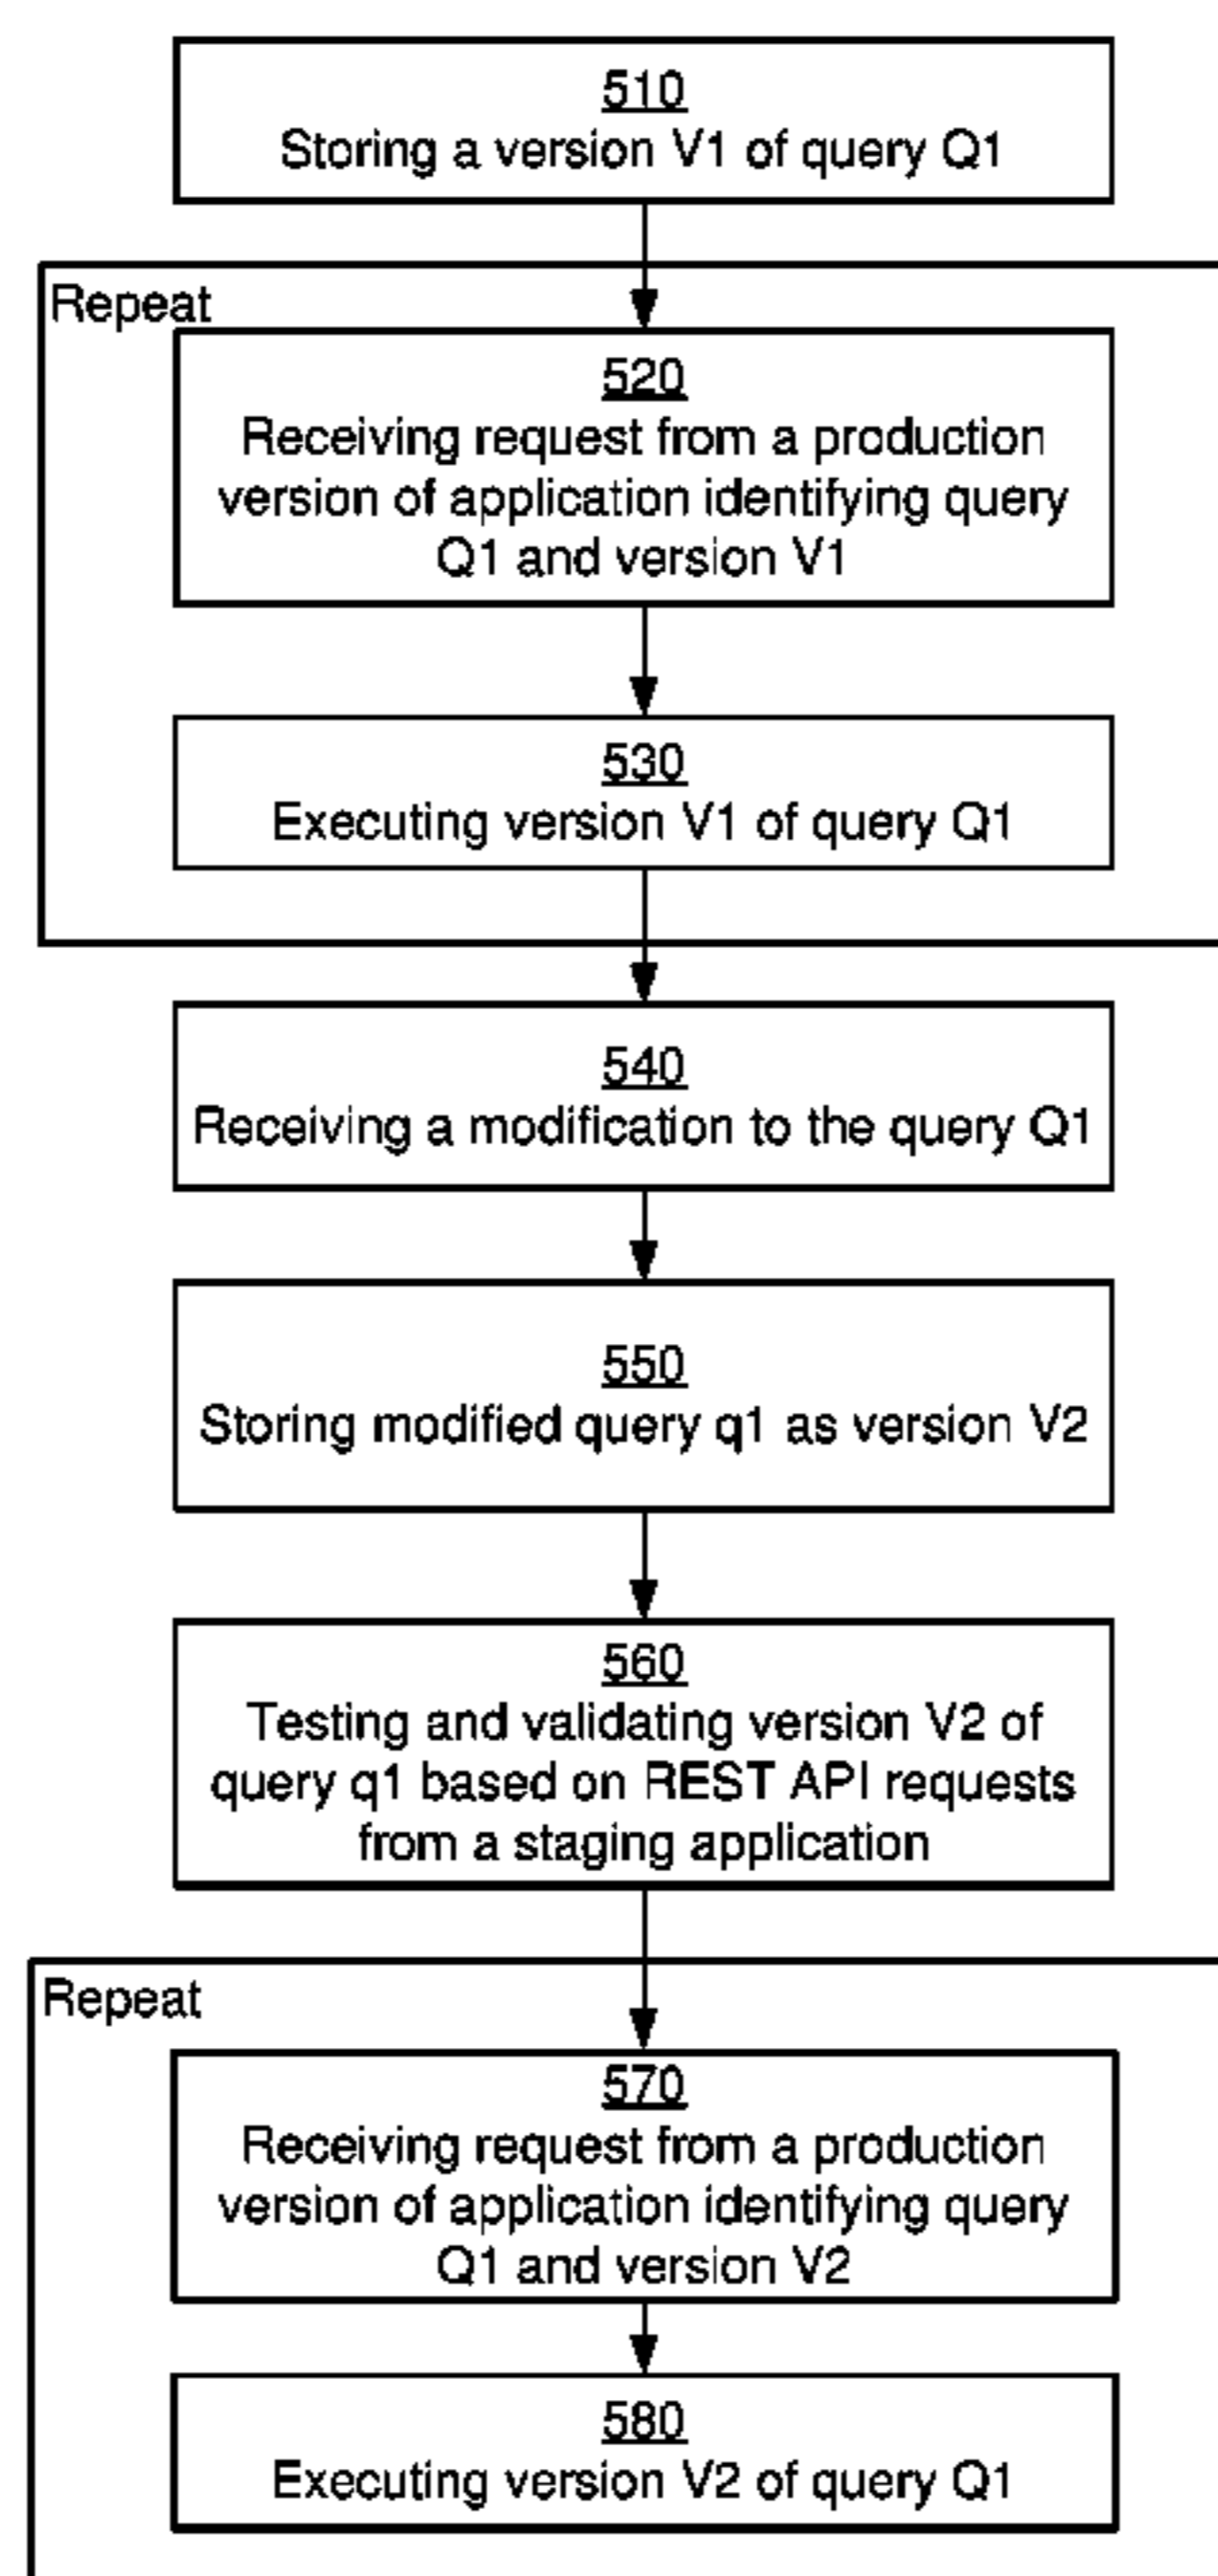 510
Storing a version V1 of query Q1
Repeat
520
Receiving request from a production
version of application identifying query
Q1 and version V1
530
Executing version V1 of query Q1
540
Receiving a modification to the query Q1
550
Storing modified query q1 as version V2
560
Testing and validating version V2 of
query q1 based on REST API requests
from a staging application
Repeat
570
Receiving request from a production
version of application identifying query
Q1 and version V2
580
Executing version V2 of query Q1